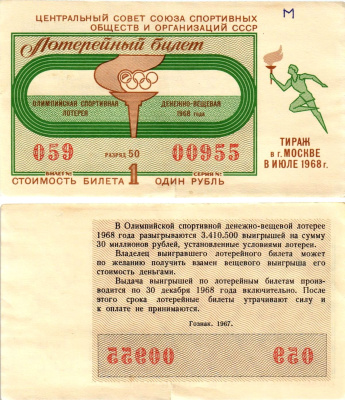 ЦЕНТРАЛЬНЫЙ СОВЕТ СОЮЗА СПОРТИВНЫХ
ОБЩЕСТВ И ОРГАНИЗАЦИЙ СССР
М
Лотерейный билет
ОЛИМПИЙСКАЯ СПОРТИВНАЯ
ЛОТЕРЕЯ
ДЕНЕЖНО-ВЕЩЕВАЯ
1968 года
059
РАЗРЯД 50
00955
БИЛЕТ №
СЕРИЯ №
СТОИМОСТЬ БИЛЕТА 1 ОДИН РУБЛЬ
ТИРАЖ
в г. МОСКВЕ
В ИЮЛЕ 1968 г.
В Олимпийской спортивной денежно-вещевой лотерее
1968 года разыгрываются 3.410.500 выигрышей на сумму
30 миллионов рублей, установленные условиями лотереи.
Владелец выигравшего лотерейного билета может
по желанию получить взамен вещевого выигрыша его
стоимость деньгами.
Выдача выигрышей по лотерейным билетам произ-
водится по 30 декабря 1968 года включительно. После
этого срока лотерейные билеты утрачивают силу и
к оплате не принимаются.
Гознак. 1967.
00955
059